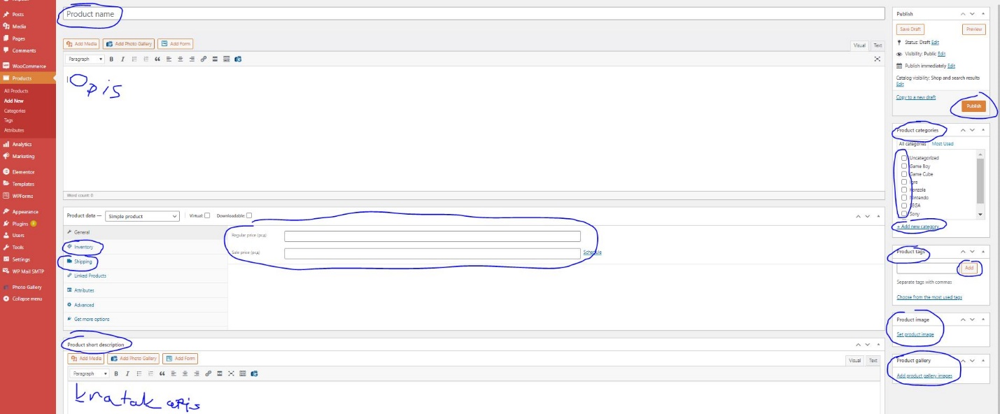 Posts
Media
Pages
Comments
WooCommerce
Products
All Products
Add New
Categories
Tags
Attributes
Analytics
Marketing
Elementor
Templates
WPForms
Appearance
Plugins
Users
Tools
Settings
WP Mail SMTP
Photo Gallery
Collapse menu
Product name
Add Media Add Photo Gallery Add Form
Visual Text
Paragraph B I
Opis
Word count: 0
Product data — Simple product Virtual: Downloadable:
General
Inventory
Shipping
Linked Products
Attributes
Advanced
Get more options
Regular price (рсд)
Sale price (рсд) Schedule
Product short description
Add Media Add Photo Gallery Add Form
Visual Text
Paragraph B I
kratak opis
Publish
Save Draft Preview
Status: Draft Edit
Visibility: Public Edit
Publish immediately Edit
Catalog visibility: Shop and search results
Edit
Copy to a new draft
Publish
Product categories
All categories Most Used
Uncategorized
Game Boy
Game Cube
Igre
Konzole
Nintendo
SEGA
Sony
+ Add new category
Product tags
Add
Separate tags with commas
Choose from the most used tags
Product image
Set product image
Product gallery
Add product gallery images